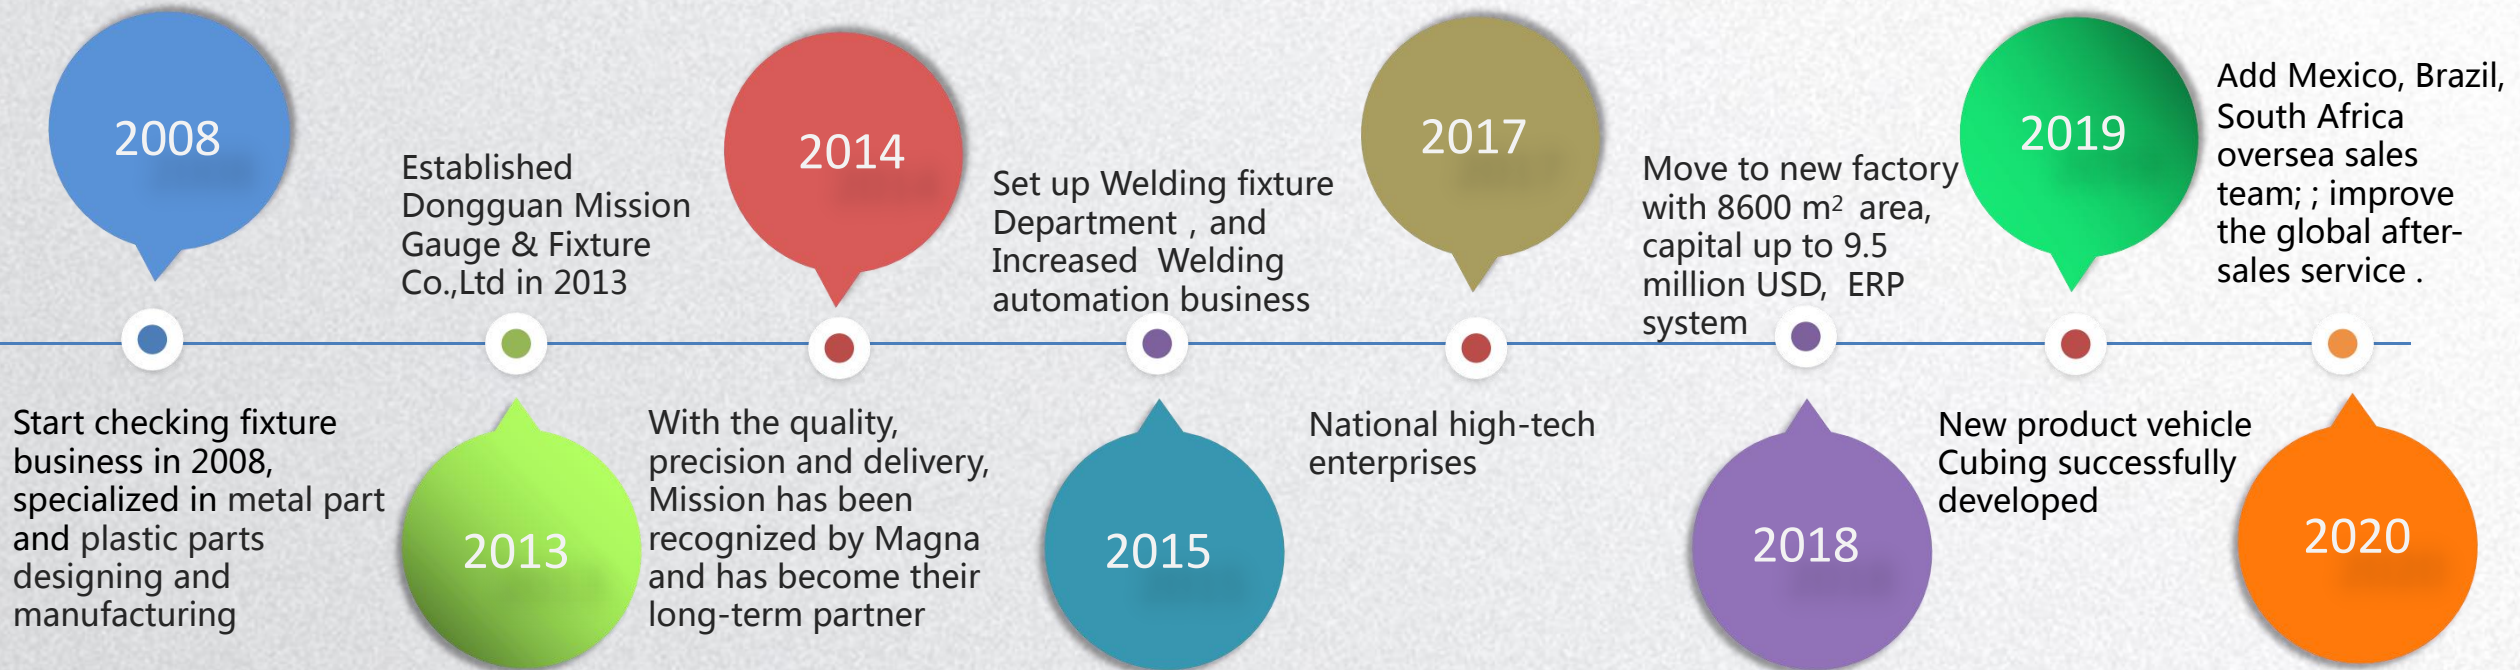 2008
Start checking fixture
business in 2008,
specialized in metal part
and plastic parts
designing and
manufacturing
Established
Dongguan Mission
Gauge & Fixture
Co.,Ltd in 2013
2013
2014
With the quality,
precision and delivery,
Mission has been
recognized by Magna
and has become their
long-term partner
Set up Welding fixture
Department , and
Increased Welding
automation business
2015
2017
National high-tech
enterprises
Move to new factory
with 8600 m² area,
capital up to 9.5
million USD, ERP
system
2018
2019
New product vehicle
Cubing successfully
developed
Add Mexico, Brazil,
South Africa
oversea sales
team; ; improve
the global after-
sales service .
2020